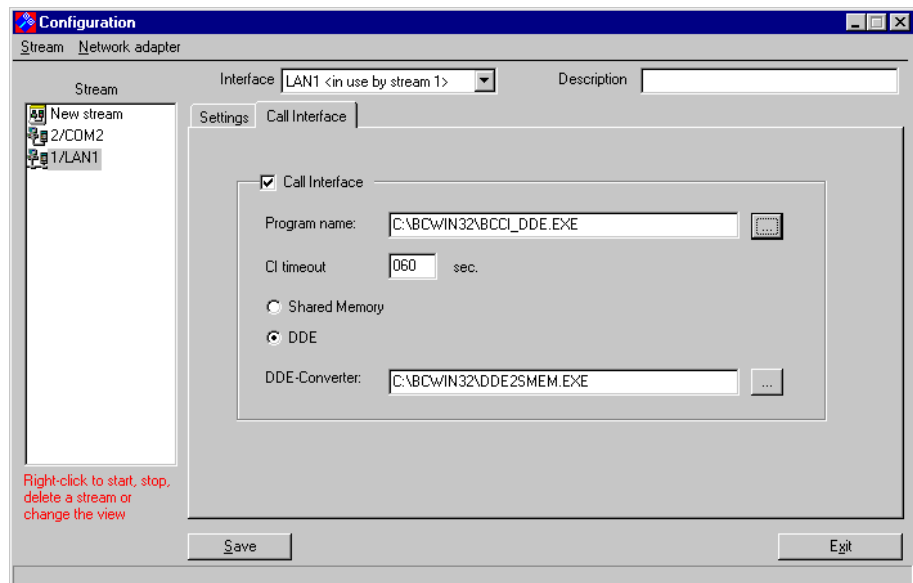 Configuration
Stream Network adapter
Stream
Interface LAN1 <in use by stream 1> Description
New stream
2/COM2
1/LAN1
Settings Call Interface
Call Interface
Program name: C:\BCWIN32\BCCI_DDE.EXE ...
CI timeout 060 sec.
Shared Memory
DDE
DDE-Converter: C:\BCWIN32\DDE2SMEM.EXE ...
Right-click to start, stop,
delete a stream or
change the view
Save Exit